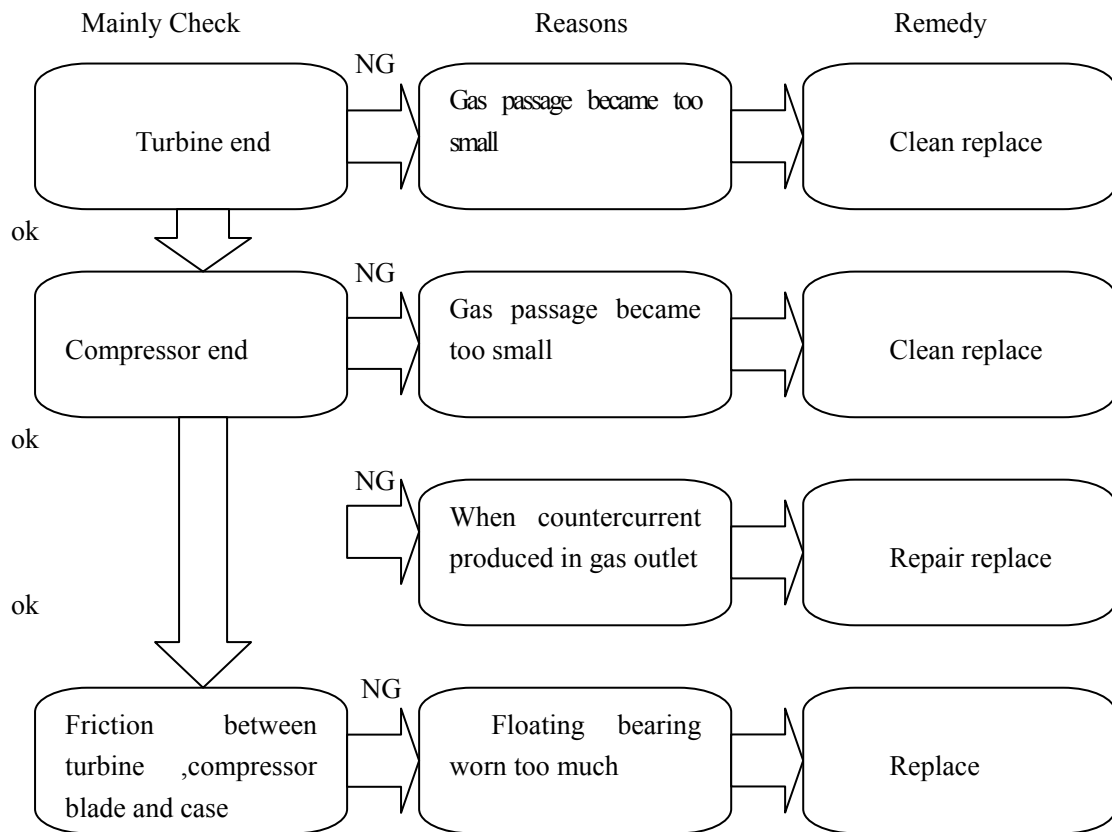 Mainly Check Reasons Remedy
NG
Turbine end
Gas passage became too
small
Clean replace
ok
NG
Compressor end
Gas passage became
too small
Clean replace
ok
NG
When countercurrent
produced in gas outlet
Repair replace
ok
NG
Friction between
turbine ,compressor
blade and case
Floating bearing
worn too much
Replace